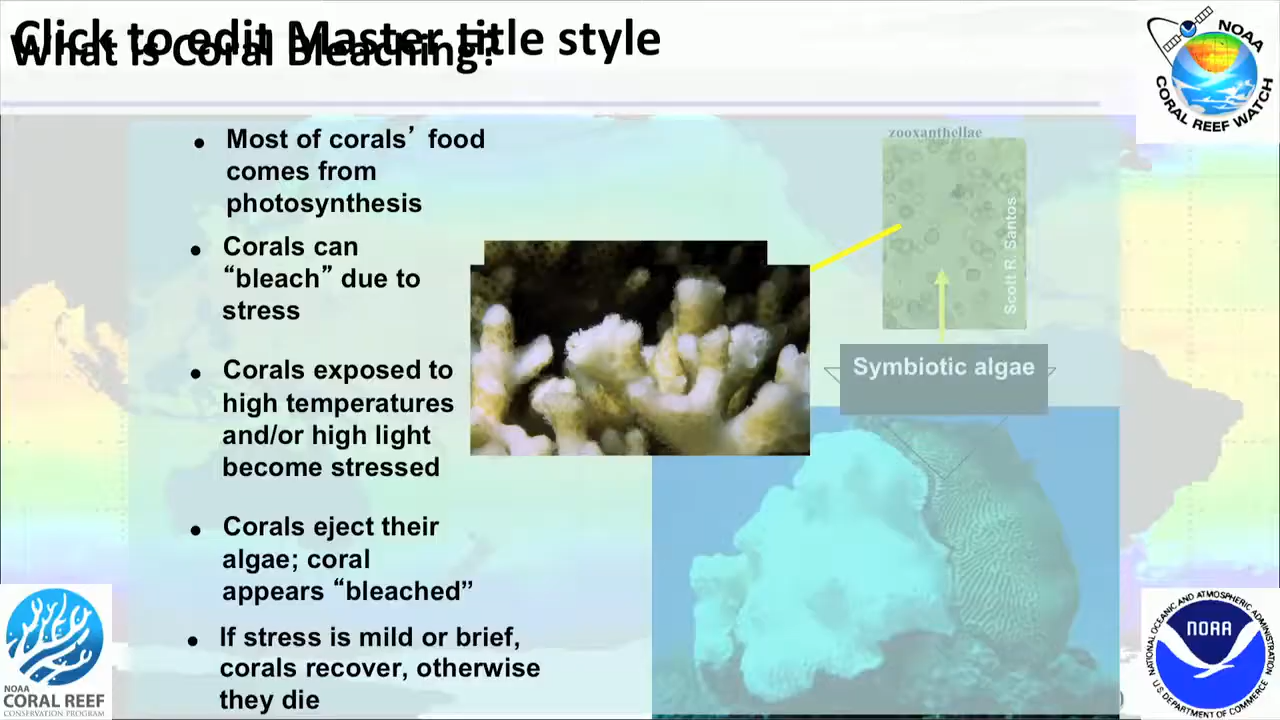 Click to edit Master title style
What is Coral Bleaching?
NOAA
CORAL REEF WATCH
• Most of corals’ food
comes from
photosynthesis
• Corals can
“bleach” due to
stress
• Corals exposed to
high temperatures
and/or high light
become stressed
• Corals eject their
algae; coral
appears “bleached”
• If stress is mild or brief,
corals recover, otherwise
they die
zooxanthellae
Scott R. Santos
Symbiotic algae
NOAA
CORAL REEF
CONSERVATION PROGRAM
NATIONAL OCEANIC AND ATMOSPHERIC ADMINISTRATION
NOAA
U.S. DEPARTMENT OF COMMERCE